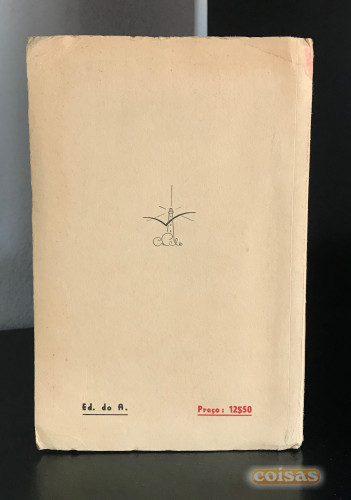 Ed. do A.
Preço: 12$50
coisas